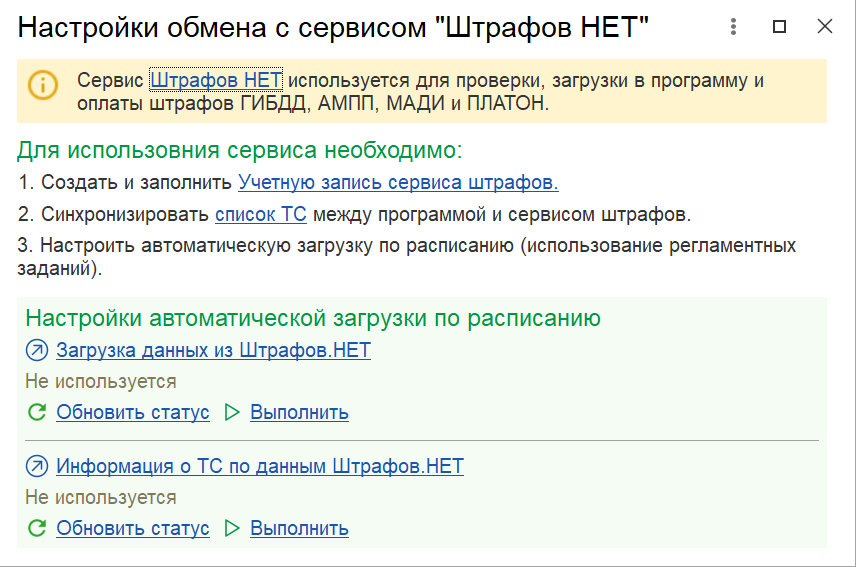 Настройки обмена с сервисом "Штрафов НЕТ"
Сервис Штрафов НЕТ используется для проверки, загрузки в программу и
оплаты штрафов ГИБДД, АМПП, МАДИ и ПЛАТОН.
Для использовния сервиса необходимо:
1. Создать и заполнить Учетную запись сервиса штрафов.
2. Синхронизировать список ТС между программой и сервисом штрафов.
3. Настроить автоматическую загрузку по расписанию (использование регламентных
заданий).
Настройки автоматической загрузки по расписанию
Загрузка данных из Штрафов.НЕТ
Не используется
Обновить статус Выполнить
Информация о ТС по данным Штрафов.НЕТ
Не используется
Обновить статус Выполнить